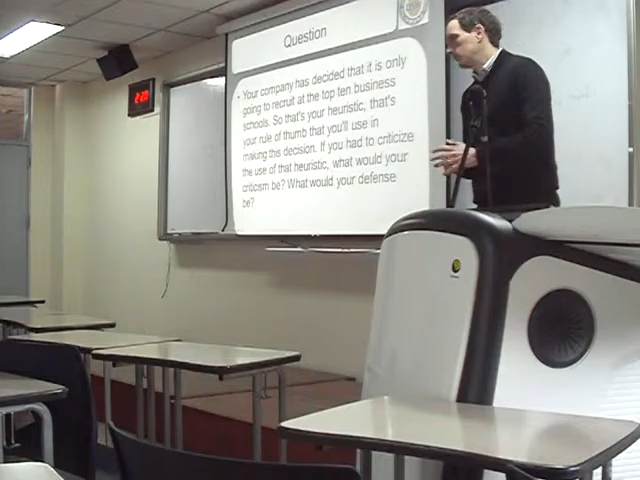 Question
• Your company has decided that it is only
going to recruit at the top ten business
schools. So that's your heuristic, that's
your rule of thumb that you'll use in
making this decision. If you had to criticize
the use of that heuristic, what would your
criticism be? What would your defense
be?